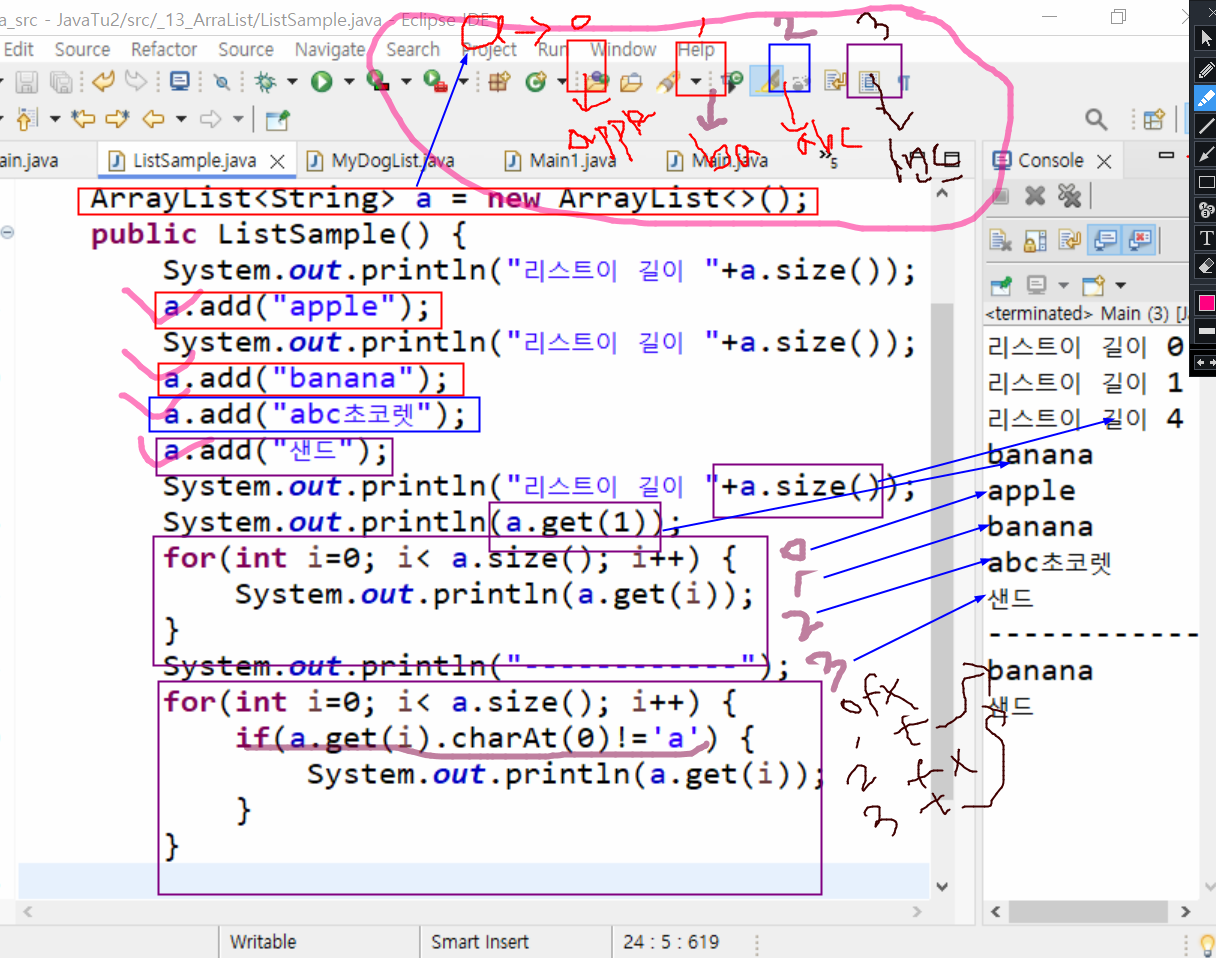 a_src - JavaTu2/src/_13_ArraList/ListSample.java - Eclipse IDE
Edit Source Refactor Source Navigate Search Project Run Window Help
ain.java ListSample.java MyDogList.java Main1.java Main.java »5
ArrayList<String> a = new ArrayList<>();
public ListSample() {
System.out.println("리스트이 길이 "+a.size());
a.add("apple");
System.out.println("리스트이 길이 "+a.size());
a.add("banana");
a.add("abc초코렛");
a.add("샌드");
System.out.println("리스트이 길이 "+a.size());
System.out.println(a.get(1));
for(int i=0; i< a.size(); i++) {
System.out.println(a.get(i));
}
System.out.println("------------");
for(int i=0; i< a.size(); i++) {
if(a.get(i).charAt(0)!='a') {
System.out.println(a.get(i));
}
}
Console
<terminated> Main (3) [J
리스트이 길이 0
리스트이 길이 1
리스트이 길이 4
banana
apple
banana
abc초코렛
샌드
------------
banana
샌드
a 0 1 2 3
abc
0
1
2
3
0 f x
1 t
2 f x
3
Writable Smart Insert 24 : 5 : 619